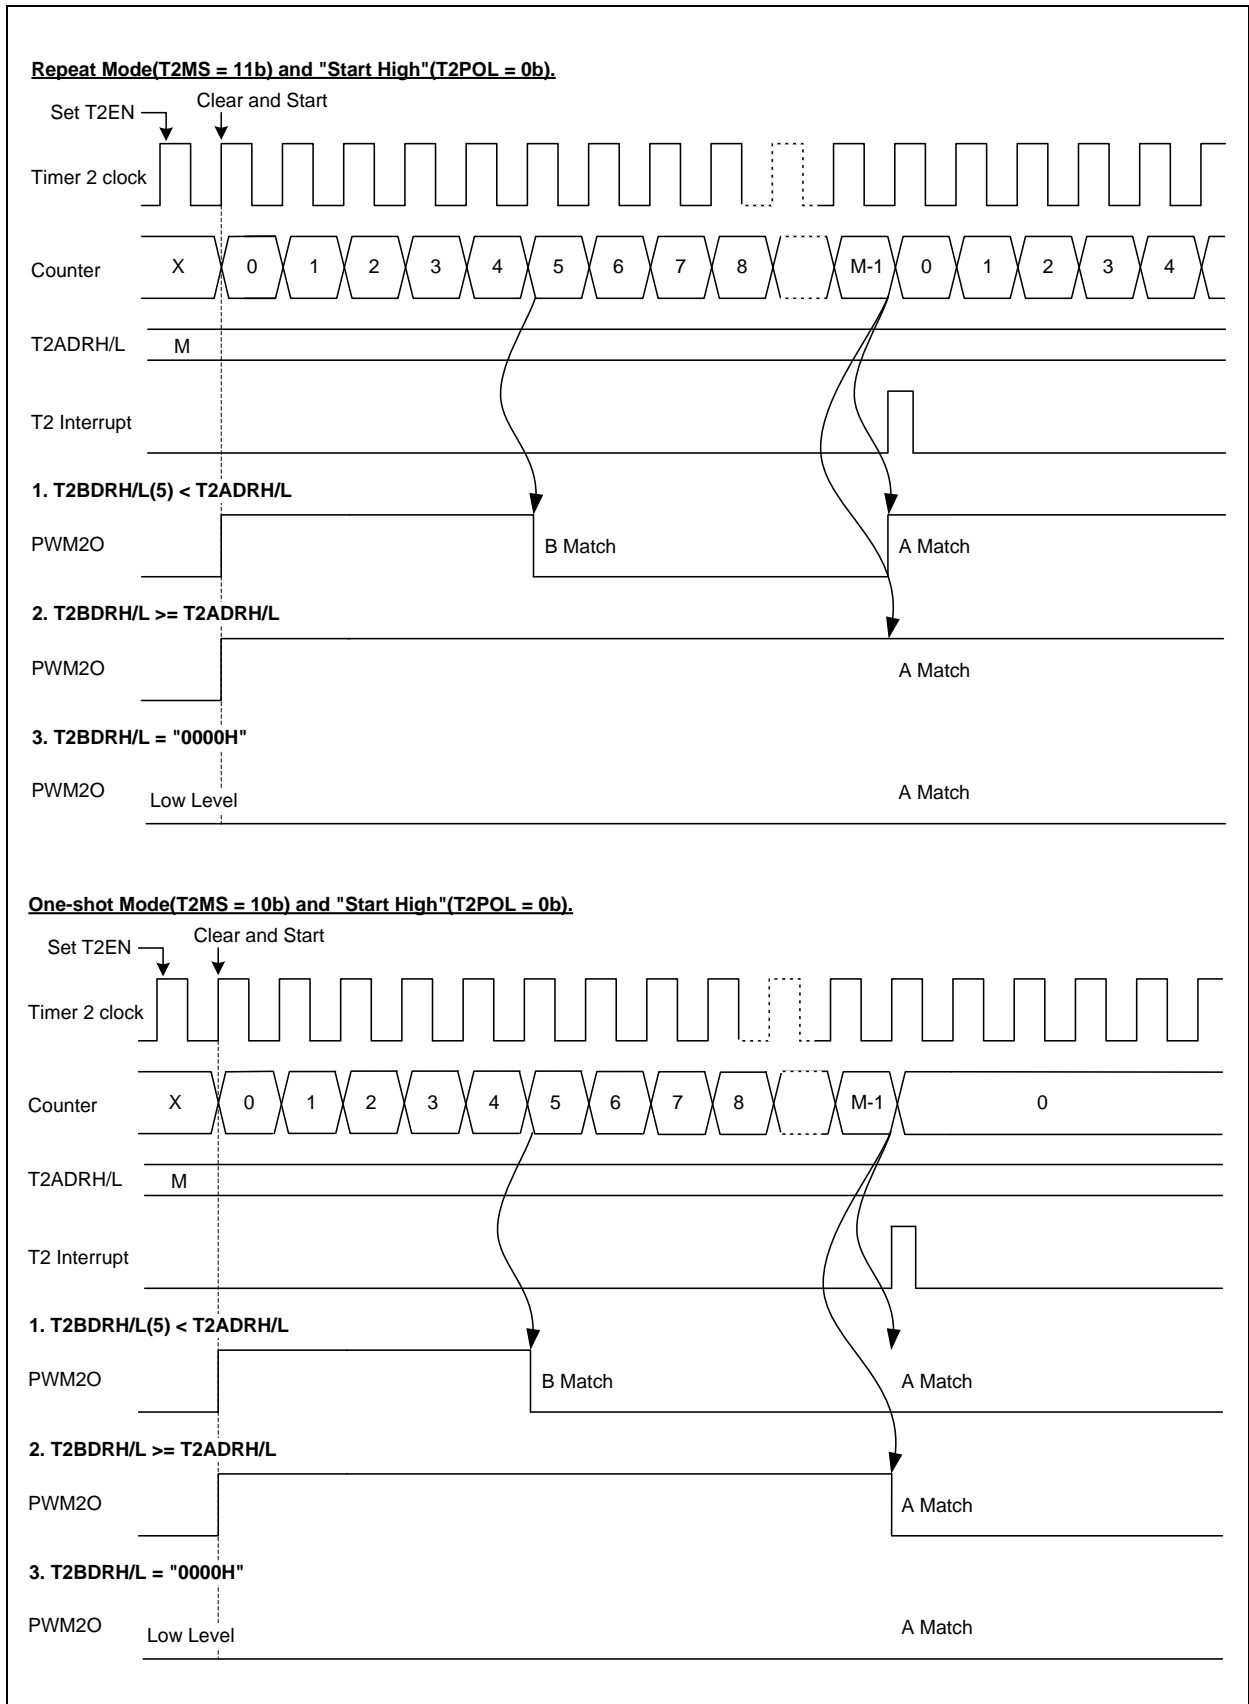 Repeat Mode(T2MS = 11b) and "Start High"(T2POL = 0b).
Set T2EN
Clear and Start
Timer 2 clock
Counter X 0 1 2 3 4 5 6 7 8 M-1 0 1 2 3 4
T2ADRH/L M
T2 Interrupt
1. T2BDRH/L(5) < T2ADRH/L
PWM2O B Match A Match
2. T2BDRH/L >= T2ADRH/L
PWM2O A Match
3. T2BDRH/L = "0000H"
PWM2O Low Level A Match
One-shot Mode(T2MS = 10b) and "Start High"(T2POL = 0b).
Set T2EN
Clear and Start
Timer 2 clock
Counter X 0 1 2 3 4 5 6 7 8 M-1 0
T2ADRH/L M
T2 Interrupt
1. T2BDRH/L(5) < T2ADRH/L
PWM2O B Match A Match
2. T2BDRH/L >= T2ADRH/L
PWM2O A Match
3. T2BDRH/L = "0000H"
PWM2O Low Level A Match